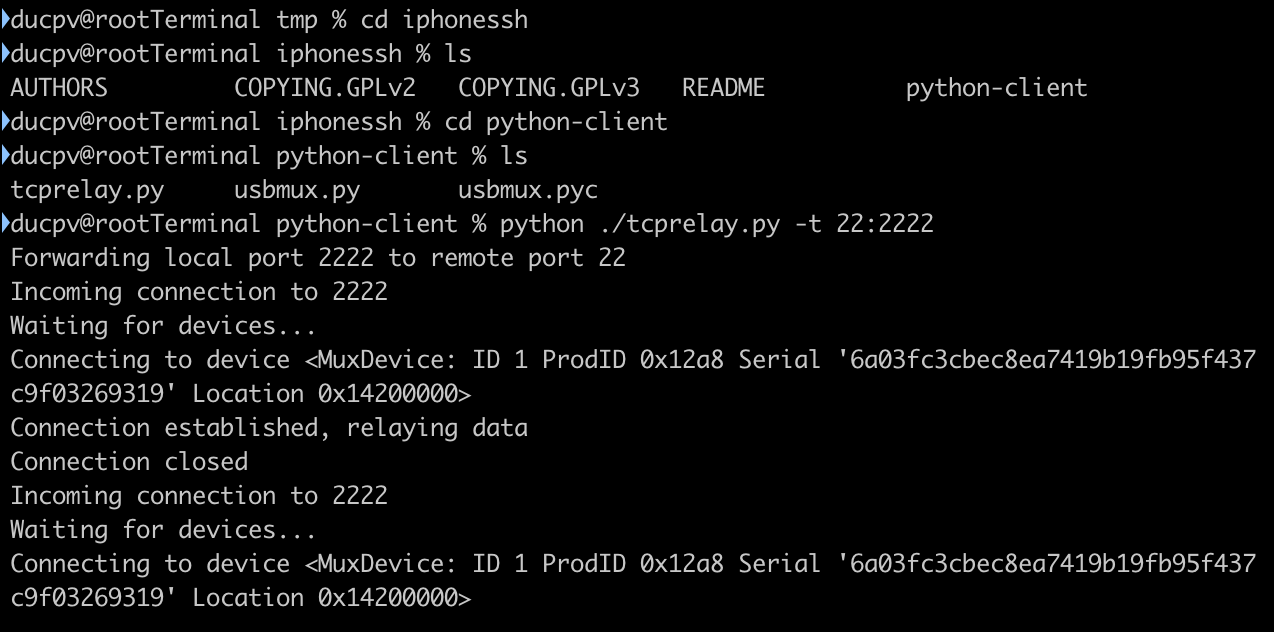 ducpv@rootTerminal tmp % cd iphonessh
ducpv@rootTerminal iphonessh % ls
AUTHORS COPYING.GPLv2 COPYING.GPLv3 README python-client
ducpv@rootTerminal iphonessh % cd python-client
ducpv@rootTerminal python-client % ls
tcprelay.py usbmux.py usbmux.pyc
ducpv@rootTerminal python-client % python ./tcprelay.py -t 22:2222
Forwarding local port 2222 to remote port 22
Incoming connection to 2222
Waiting for devices...
Connecting to device <MuxDevice: ID 1 ProdID 0x12a8 Serial '6a03fc3cbec8ea7419b19fb95f437
c9f03269319' Location 0x14200000>
Connection established, relaying data
Connection closed
Incoming connection to 2222
Waiting for devices...
Connecting to device <MuxDevice: ID 1 ProdID 0x12a8 Serial '6a03fc3cbec8ea7419b19fb95f437
c9f03269319' Location 0x14200000>